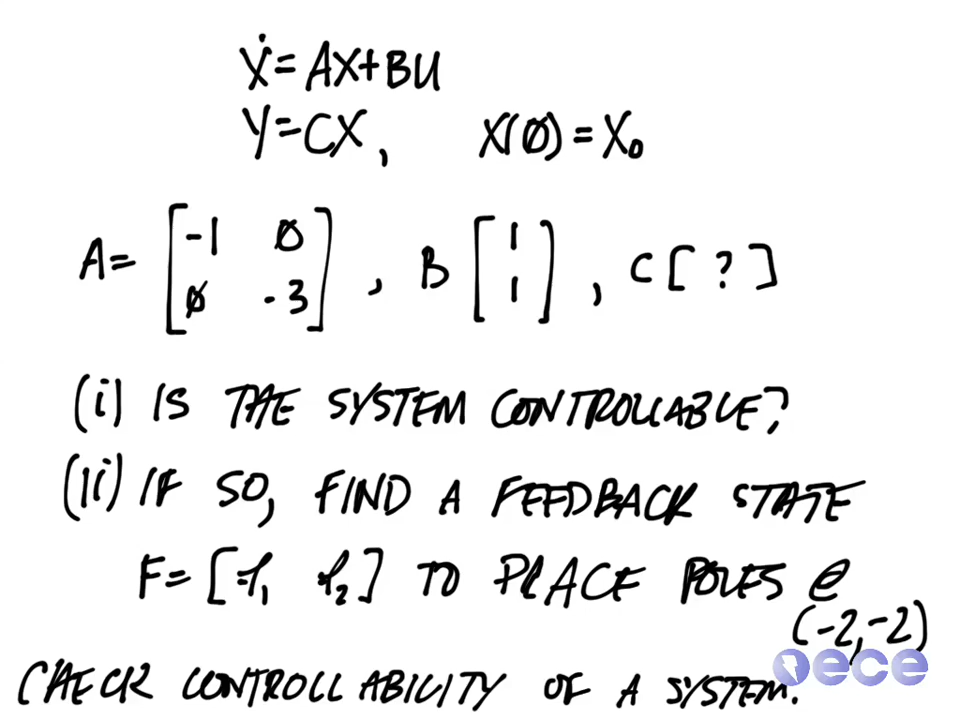 Ẋ = AX+BU
Y=CX, X(0)=X₀
A= [-1 0; 0 -3], B [1; 1], C [?]
(i) IS THE SYSTEM CONTROLLABLE?
(ii) IF SO, FIND A FEEDBACK STATE
F= [f₁ f₂] TO PLACE POLES @
(-2,-2)
CHECK CONTROLLABILITY OF A SYSTEM.
ece